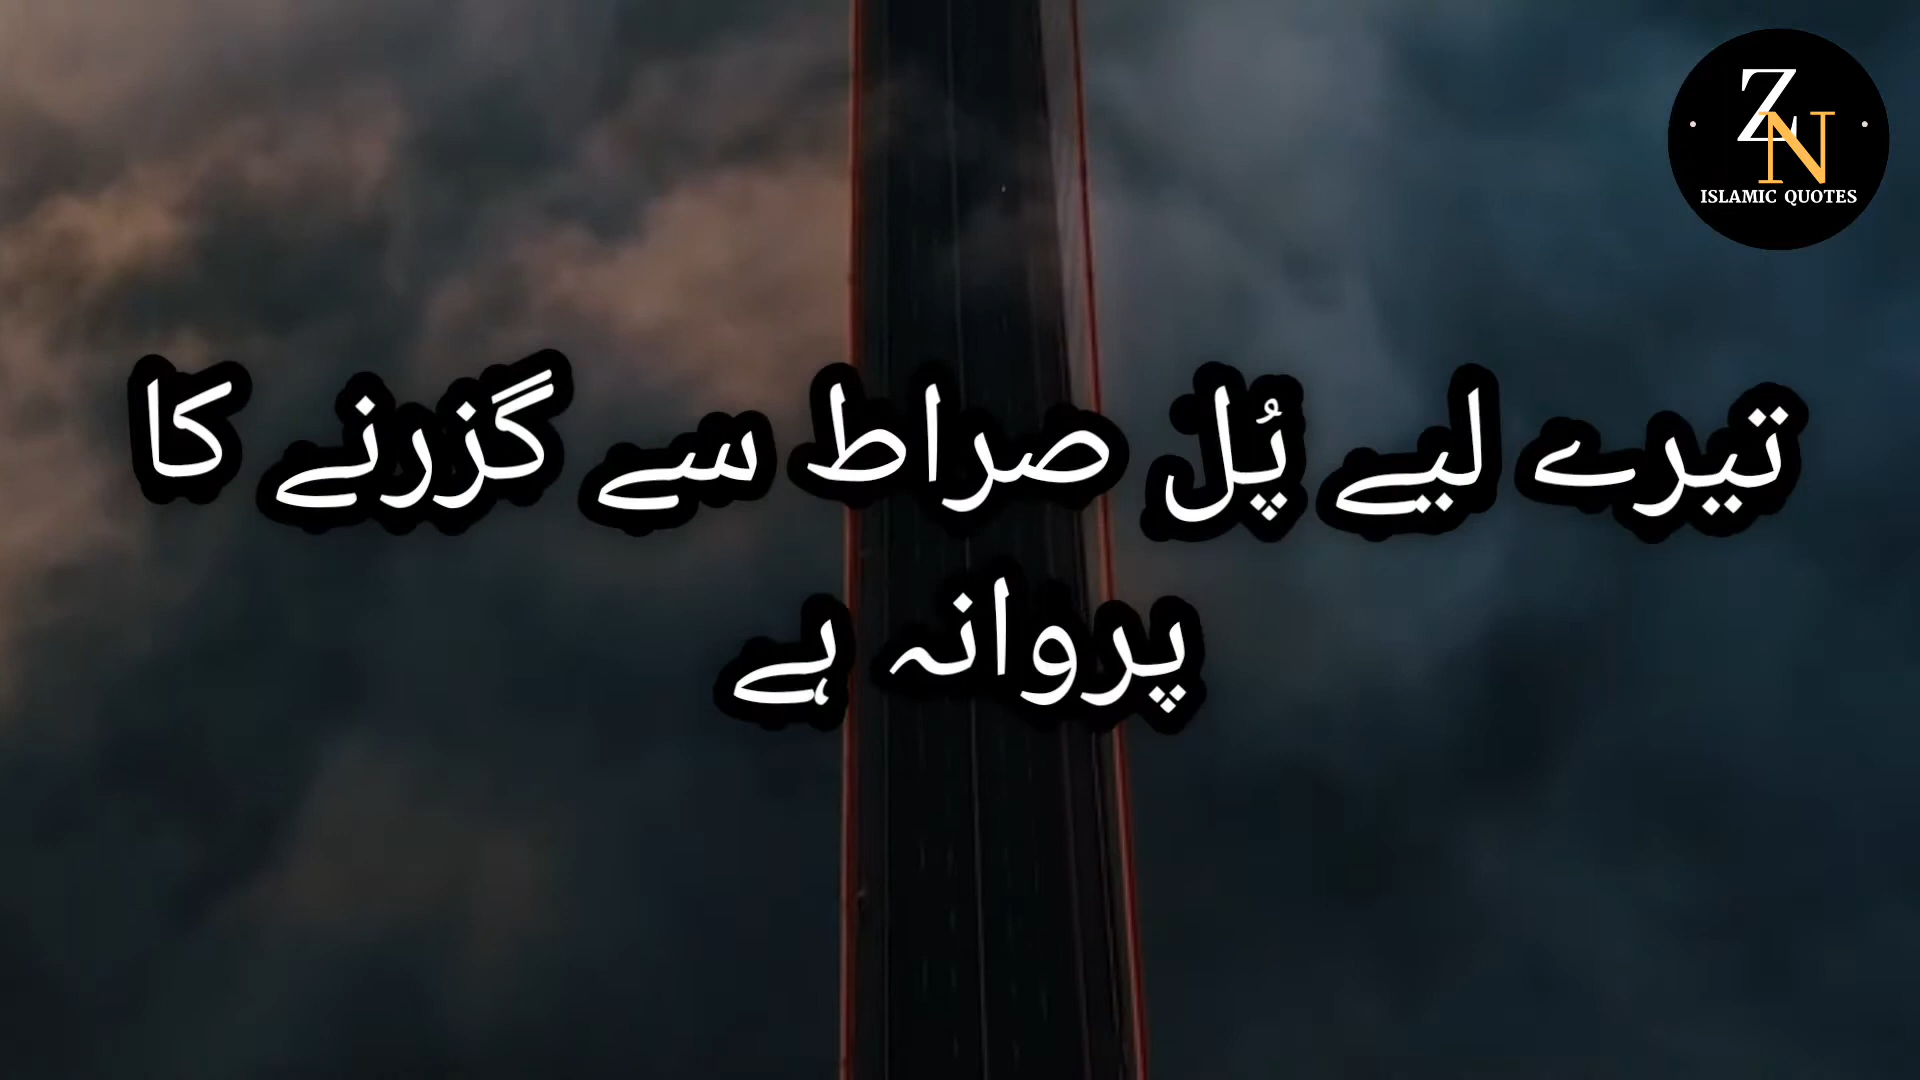 ZN
ISLAMIC QUOTES
تیرے لیے پُل صراط سے گزرنے کا
پروانہ ہے